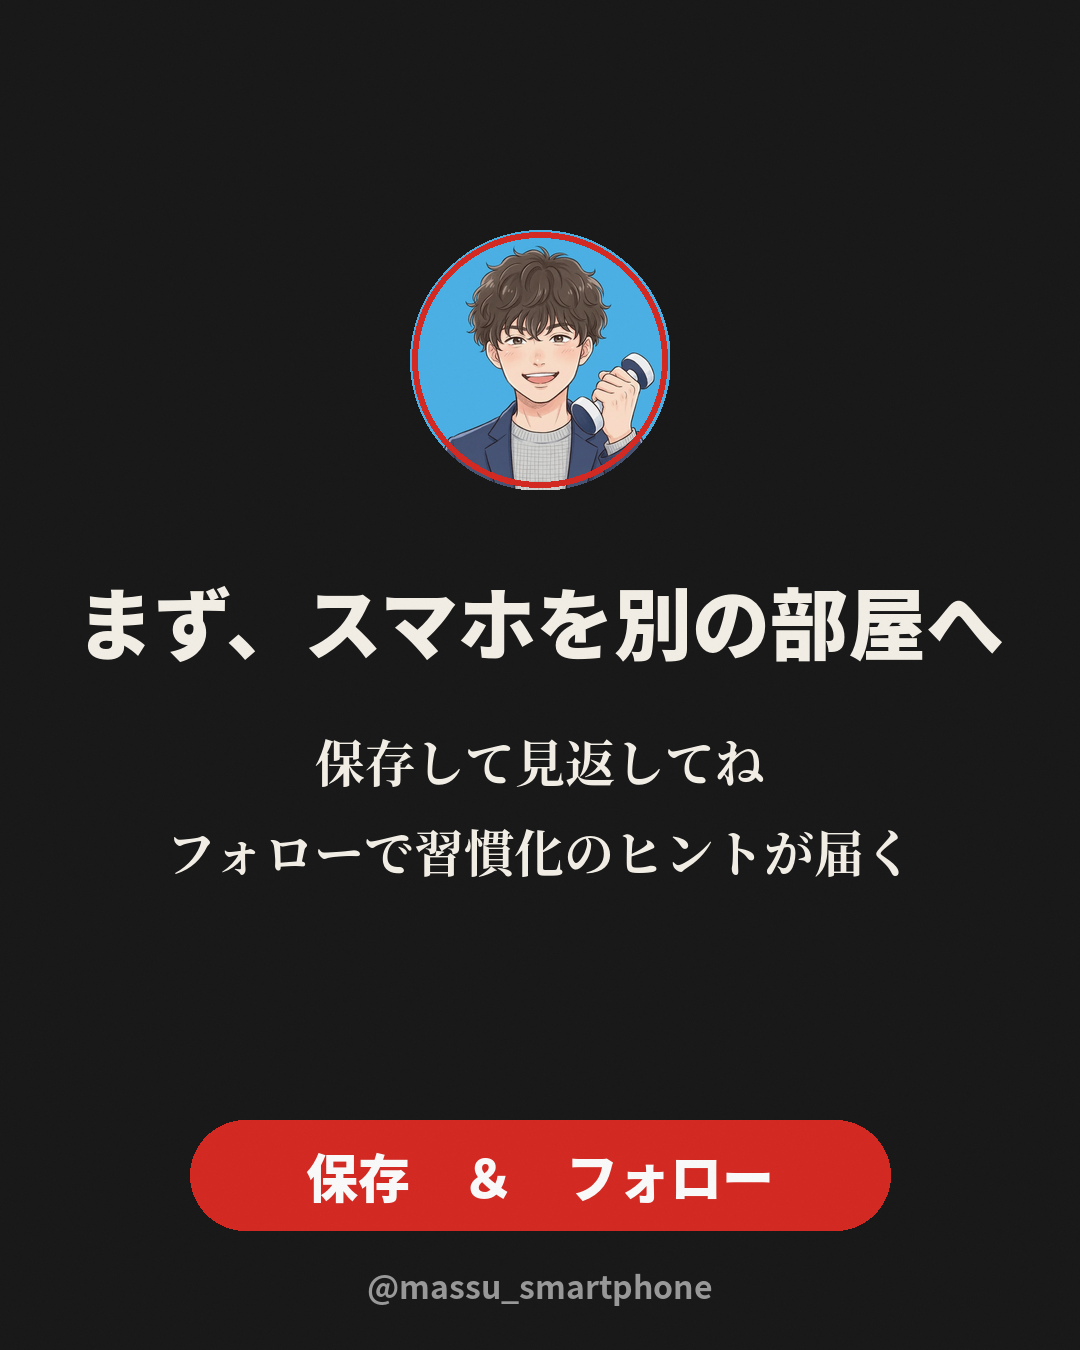 まず、スマホを別の部屋へ
保存して見返してね
フォローで習慣化のヒントが届く
保存　&　フォロー
@massu_smartphone